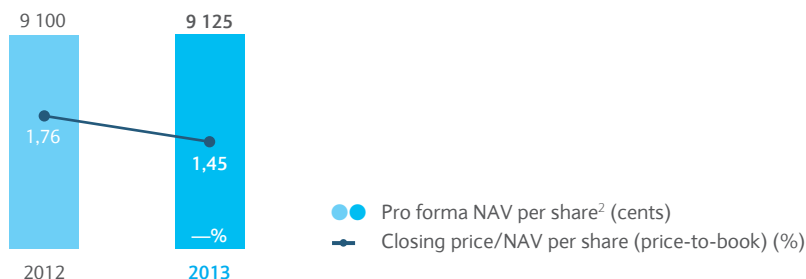 9 100 9 125
1,76
1,45
—%
2012 2013
Pro forma NAV per share² (cents)
Closing price/NAV per share (price-to-book) (%)